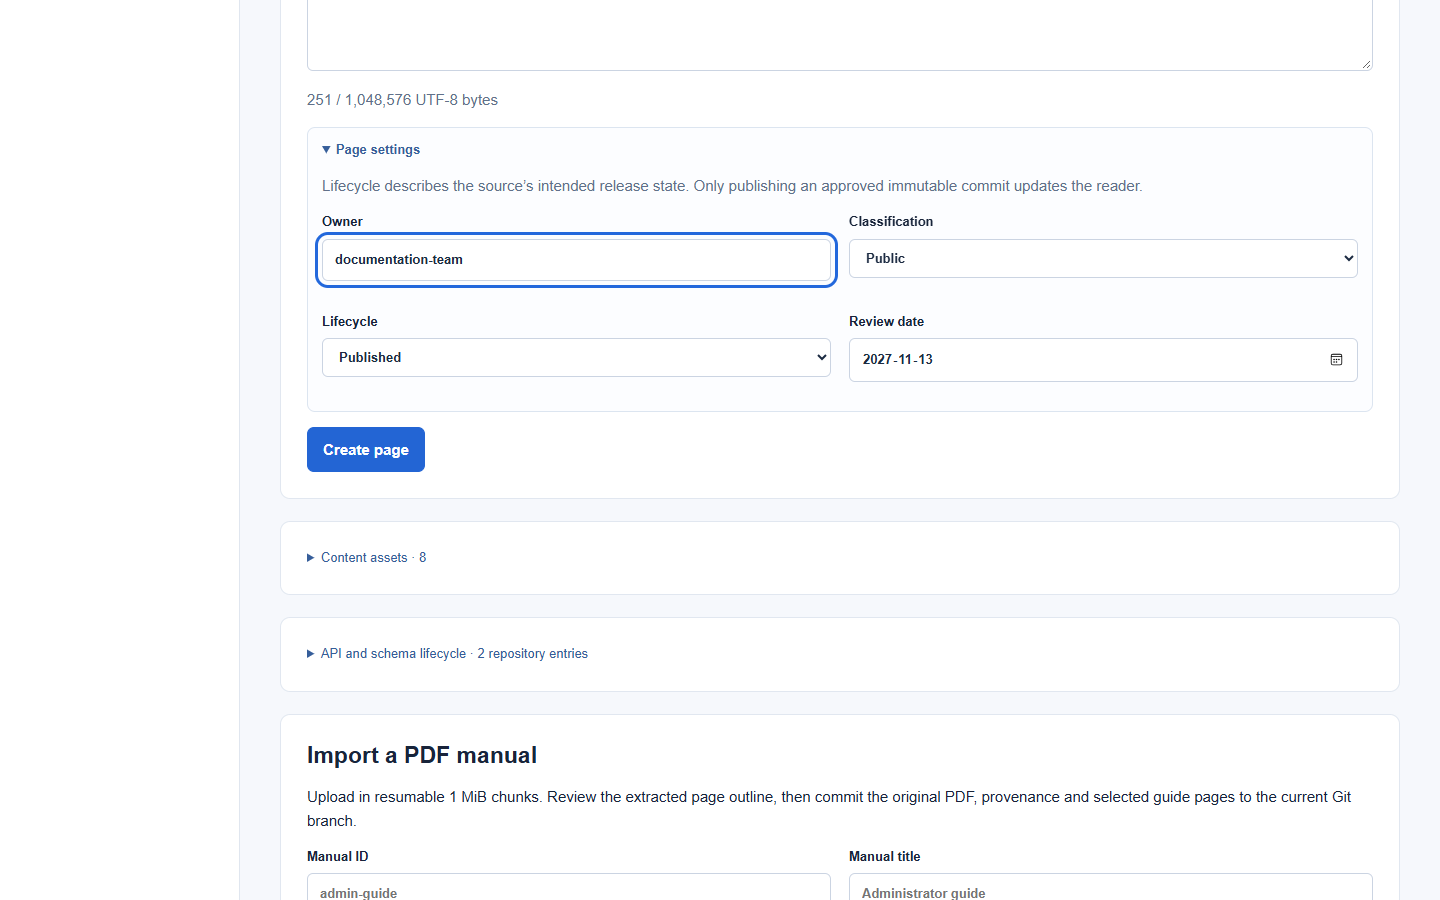 251 / 1,048,576 UTF-8 bytes
Page settings
Lifecycle describes the source’s intended release state. Only publishing an approved immutable commit updates the reader.
Owner
Classification
documentation-team
Public
Lifecycle
Review date
Published
2027-11-13
Create page
Content assets · 8
API and schema lifecycle · 2 repository entries
Import a PDF manual
Upload in resumable 1 MiB chunks. Review the extracted page outline, then commit the original PDF, provenance and selected guide pages to the current Git
branch.
Manual ID
Manual title
admin-guide
Administrator guide